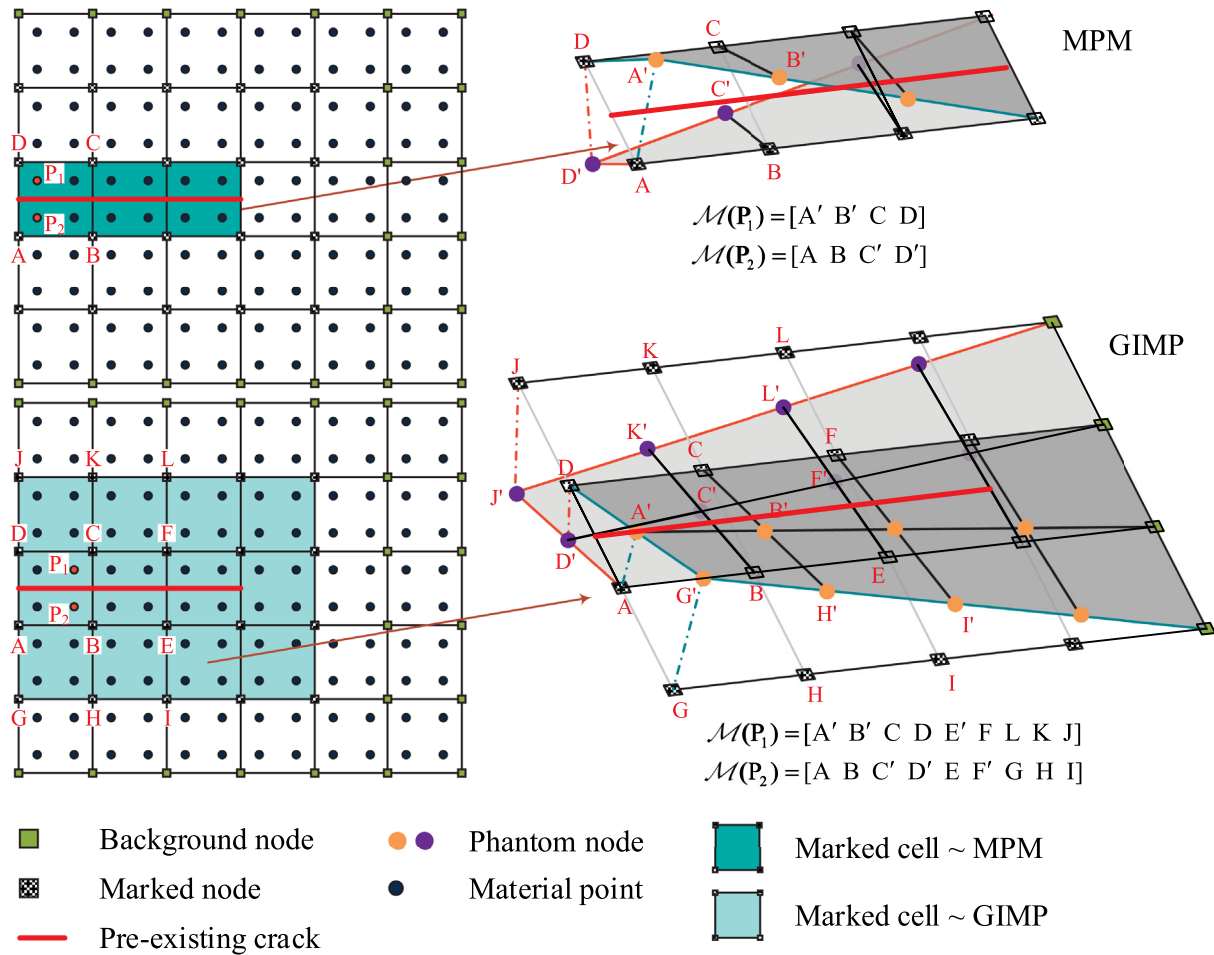 D C
P1
P2
A B
D C
A' B'
C'
D' A B
MPM
𝓜(P1)=[A′ B′ C D]
𝓜(P2)=[A B C′ D′]
J K L
D C F
P1
P2
A B E
G H I
J K L
GIMP
L'
K' C F
D
J' C' F'
A' B'
D'
A G' B E
H' I'
G H I
𝓜(P1)=[A′ B′ C D E′ F L K J]
𝓜(P2)=[A B C′ D′ E F′ G H I]
Background node
Marked node
Pre-existing crack
Phantom node
Material point
Marked cell ~ MPM
Marked cell ~ GIMP